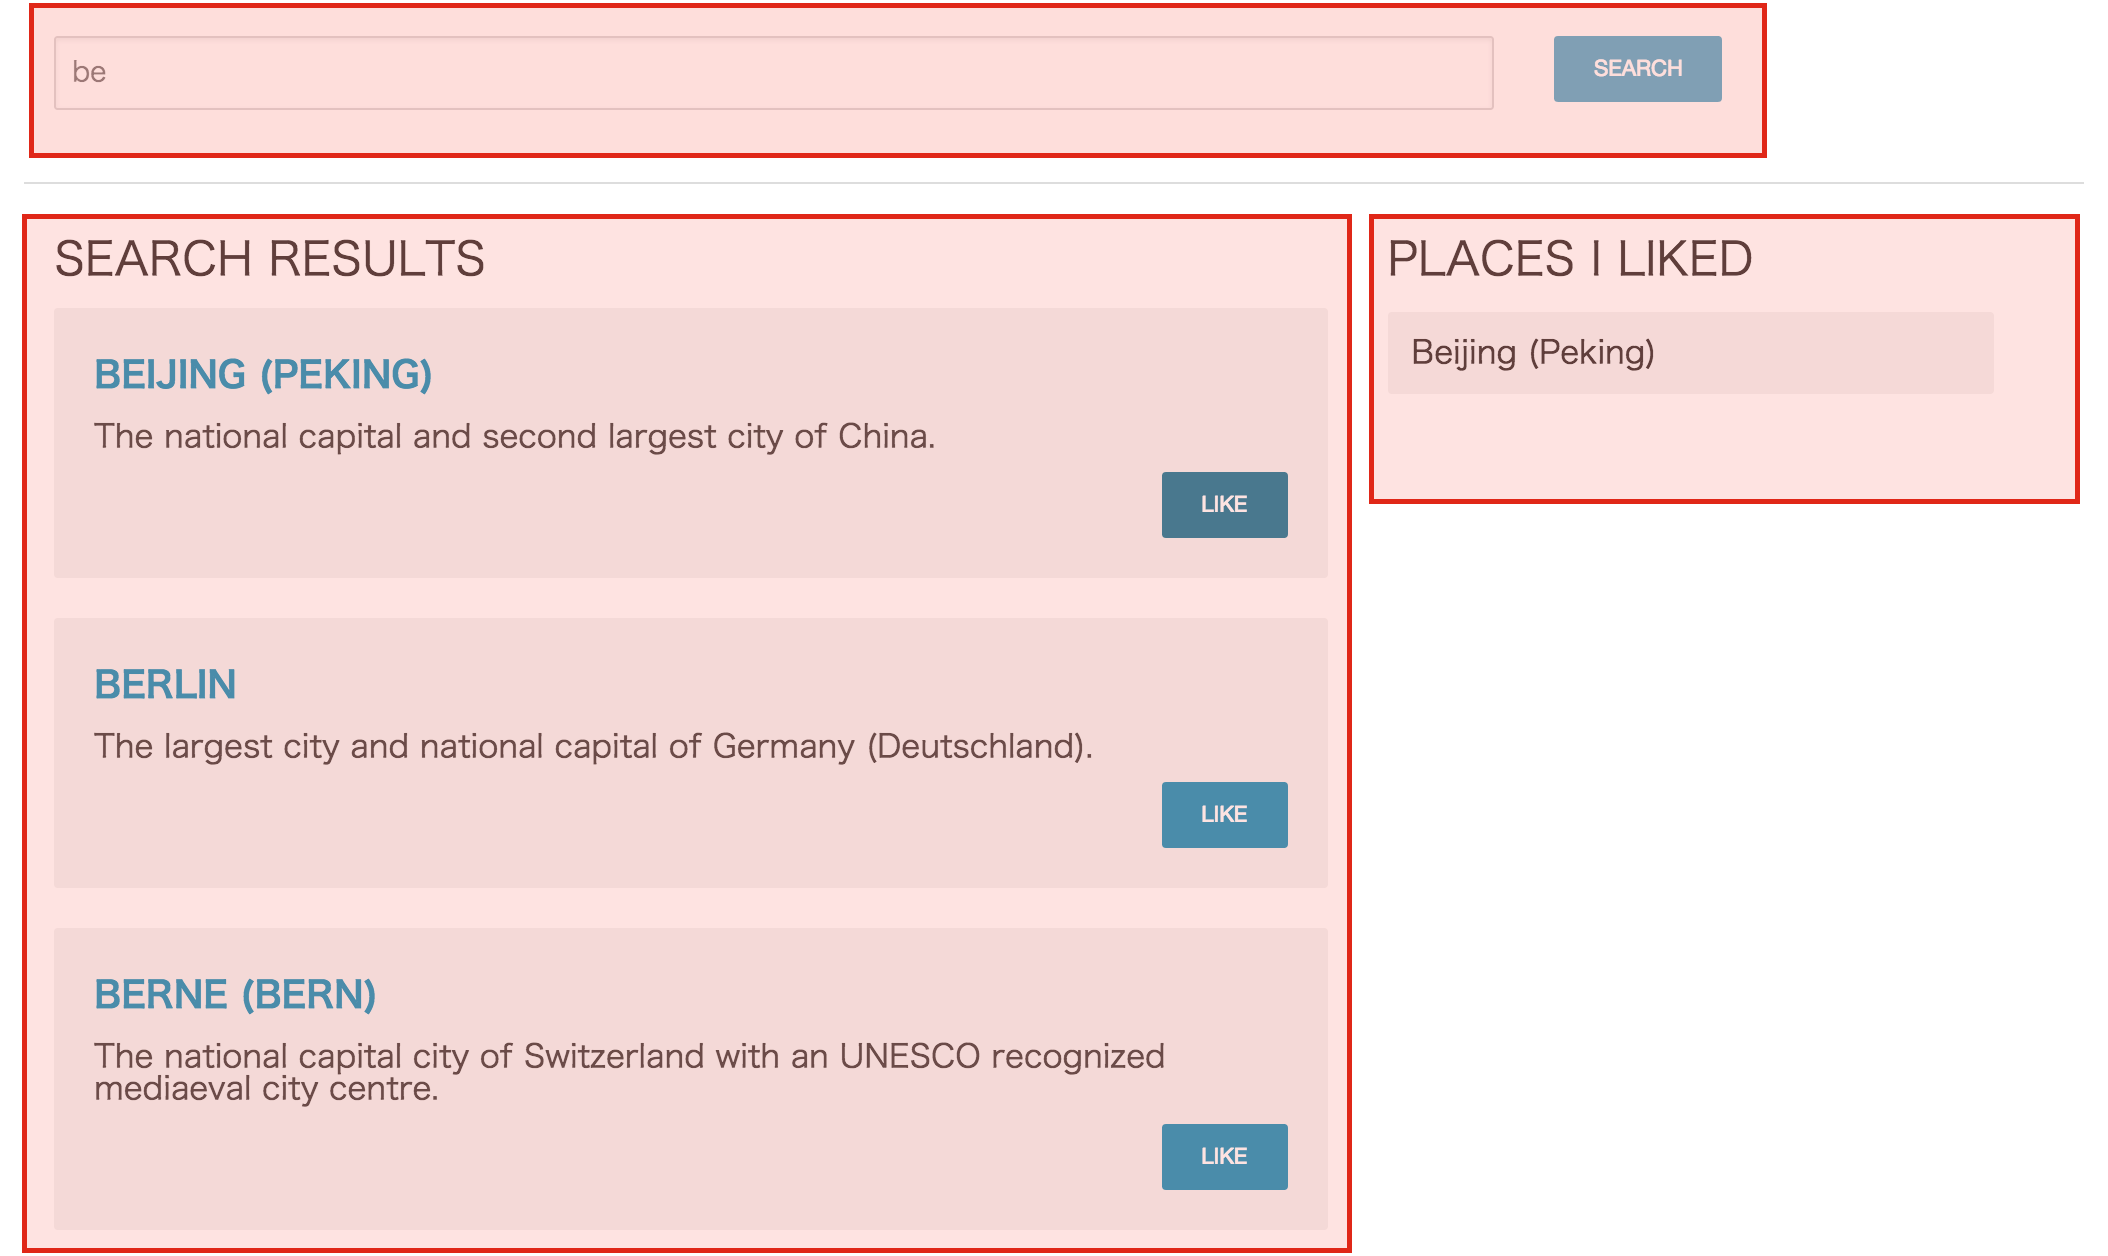 be
SEARCH
SEARCH RESULTS
BEIJING (PEKING)
The national capital and second largest city of China.
LIKE
BERLIN
The largest city and national capital of Germany (Deutschland).
LIKE
BERNE (BERN)
The national capital city of Switzerland with an UNESCO recognized
mediaeval city centre.
LIKE
PLACES I LIKED
Beijing (Peking)